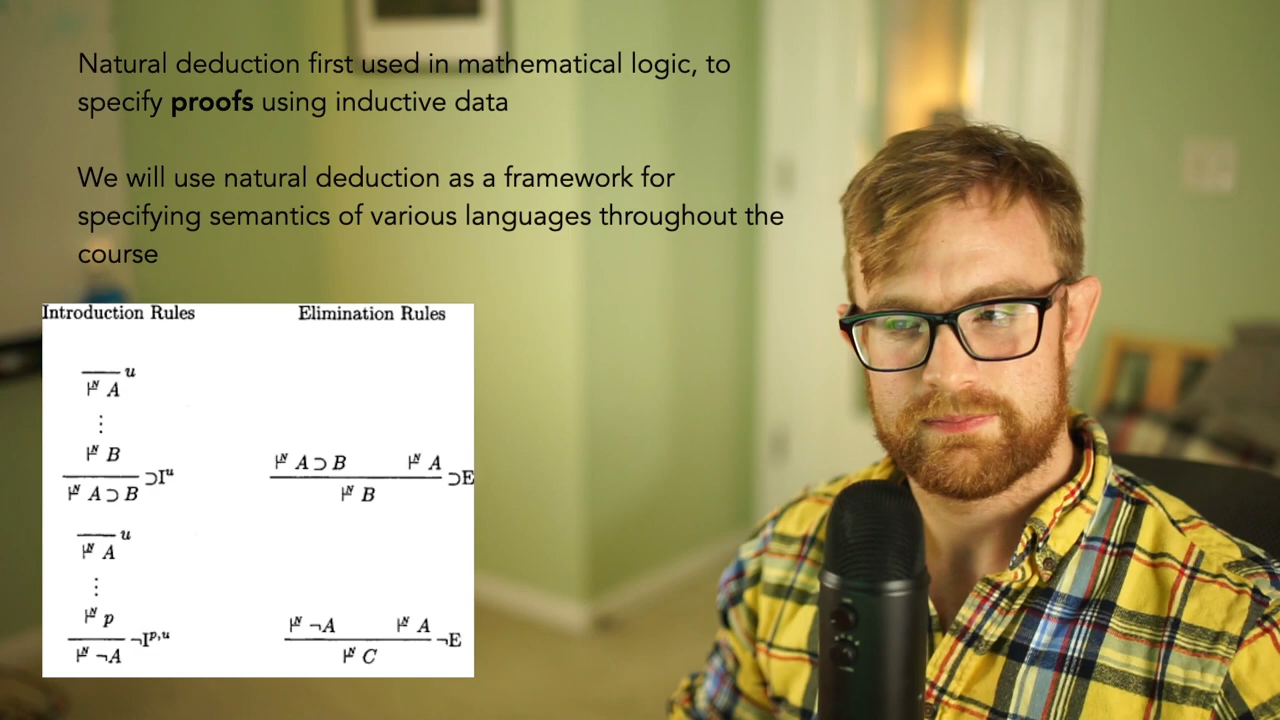 Natural deduction first used in mathematical logic, to
specify proofs using inductive data
We will use natural deduction as a framework for
specifying semantics of various languages throughout the
course
Introduction Rules Elimination Rules
u
⊢ᴺ A
⋮
⊢ᴺ B
⊃Iᵘ
⊢ᴺ A ⊃ B
⊢ᴺ A ⊃ B ⊢ᴺ A
⊃E
⊢ᴺ B
u
⊢ᴺ A
⋮
⊢ᴺ p
¬Iᵖ,ᵘ
⊢ᴺ ¬A
⊢ᴺ ¬A ⊢ᴺ A
¬E
⊢ᴺ C